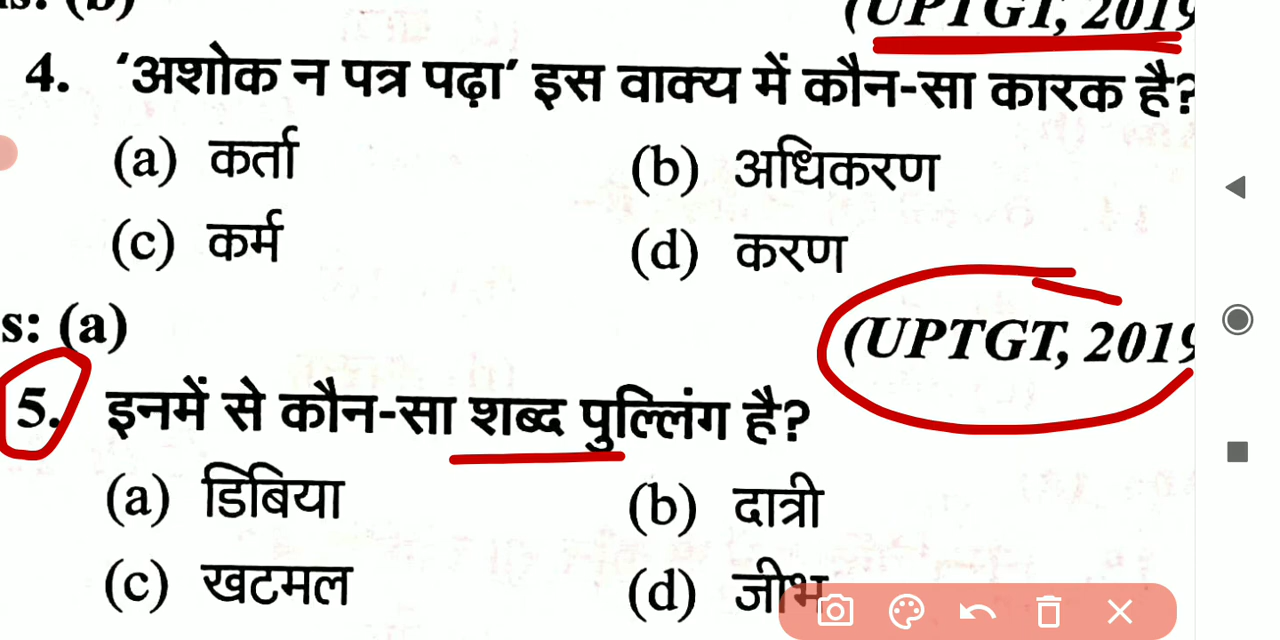 s: (b) (UPTGT, 2019
4. ‘अशोक न पत्र पढ़ा’ इस वाक्य में कौन-सा कारक है?
(a) कर्ता (b) अधिकरण
(c) कर्म (d) करण
s: (a) (UPTGT, 2019
5. इनमें से कौन-सा शब्द पुल्लिंग है?
(a) डिबिया (b) दात्री
(c) खटमल (d) जीभ